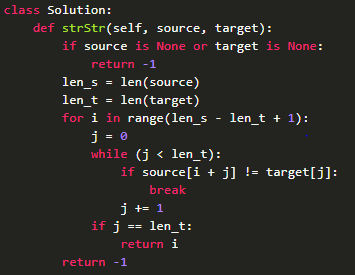 class Solution:
    def strStr(self, source, target):
        if source is None or target is None:
            return -1
        len_s = len(source)
        len_t = len(target)
        for i in range(len_s - len_t + 1):
            j = 0
            while (j < len_t):
                if source[i + j] != target[j]:
                    break
                j += 1
            if j == len_t:
                return i
        return -1